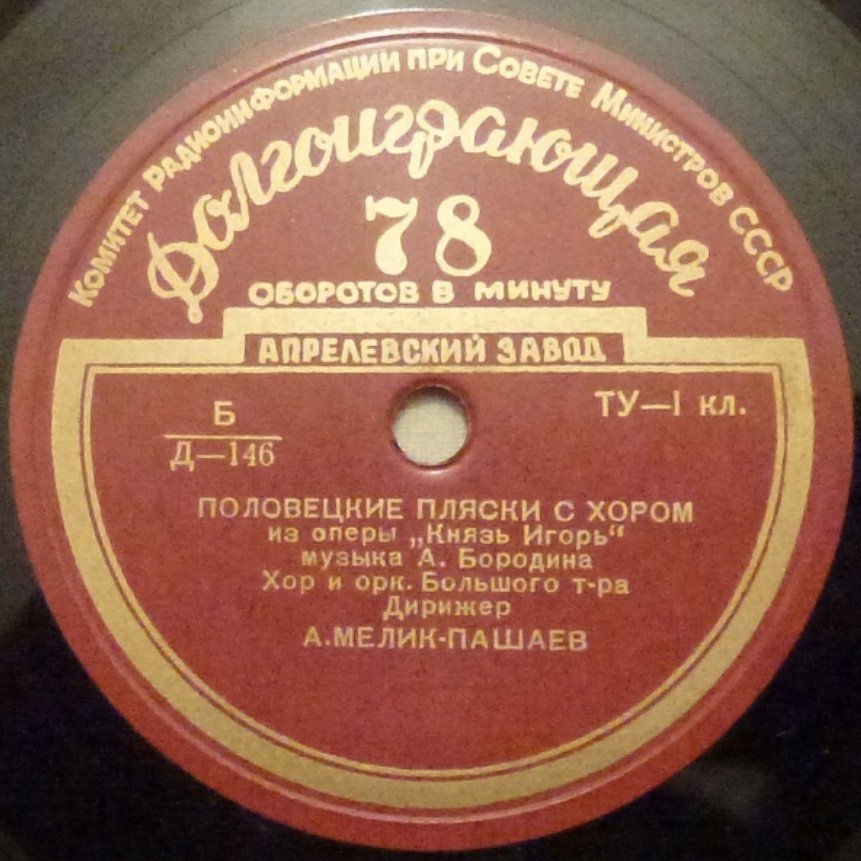 Комитет Радиоинформации при Совете Министров СССР
Долгоиграющая
78
ОБОРОТОВ В МИНУТУ
АПРЕЛЕВСКИЙ ЗАВОД
Б
Д—146
ТУ—I кл.
ПОЛОВЕЦКИЕ ПЛЯСКИ С ХОРОМ
из оперы „Князь Игорь“
музыка А. Бородина
Хор и орк. Большого т-ра
Дирижер
А.МЕЛИК-ПАШАЕВ